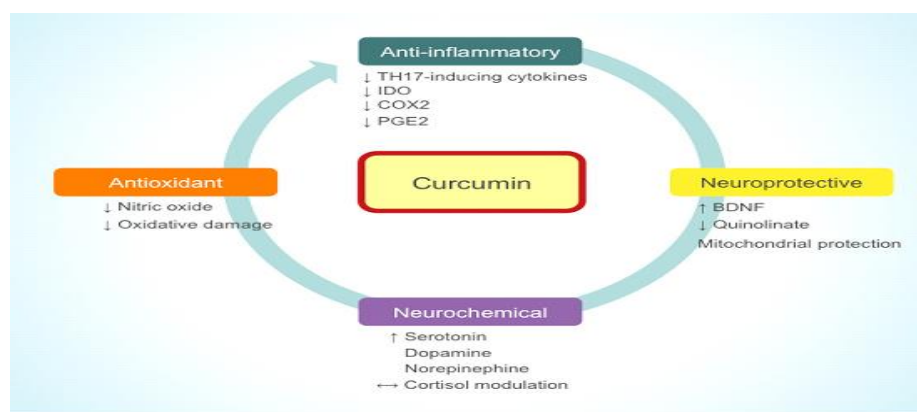 Anti-inflammatory
↓ TH17-inducing cytokines
↓ IDO
↓ COX2
↓ PGE2
Antioxidant
↓ Nitric oxide
↓ Oxidative damage
Curcumin
Neuroprotective
↑ BDNF
↓ Quinolinate
Mitochondrial protection
Neurochemical
↑ Serotonin
Dopamine
Norepinephine
↔ Cortisol modulation